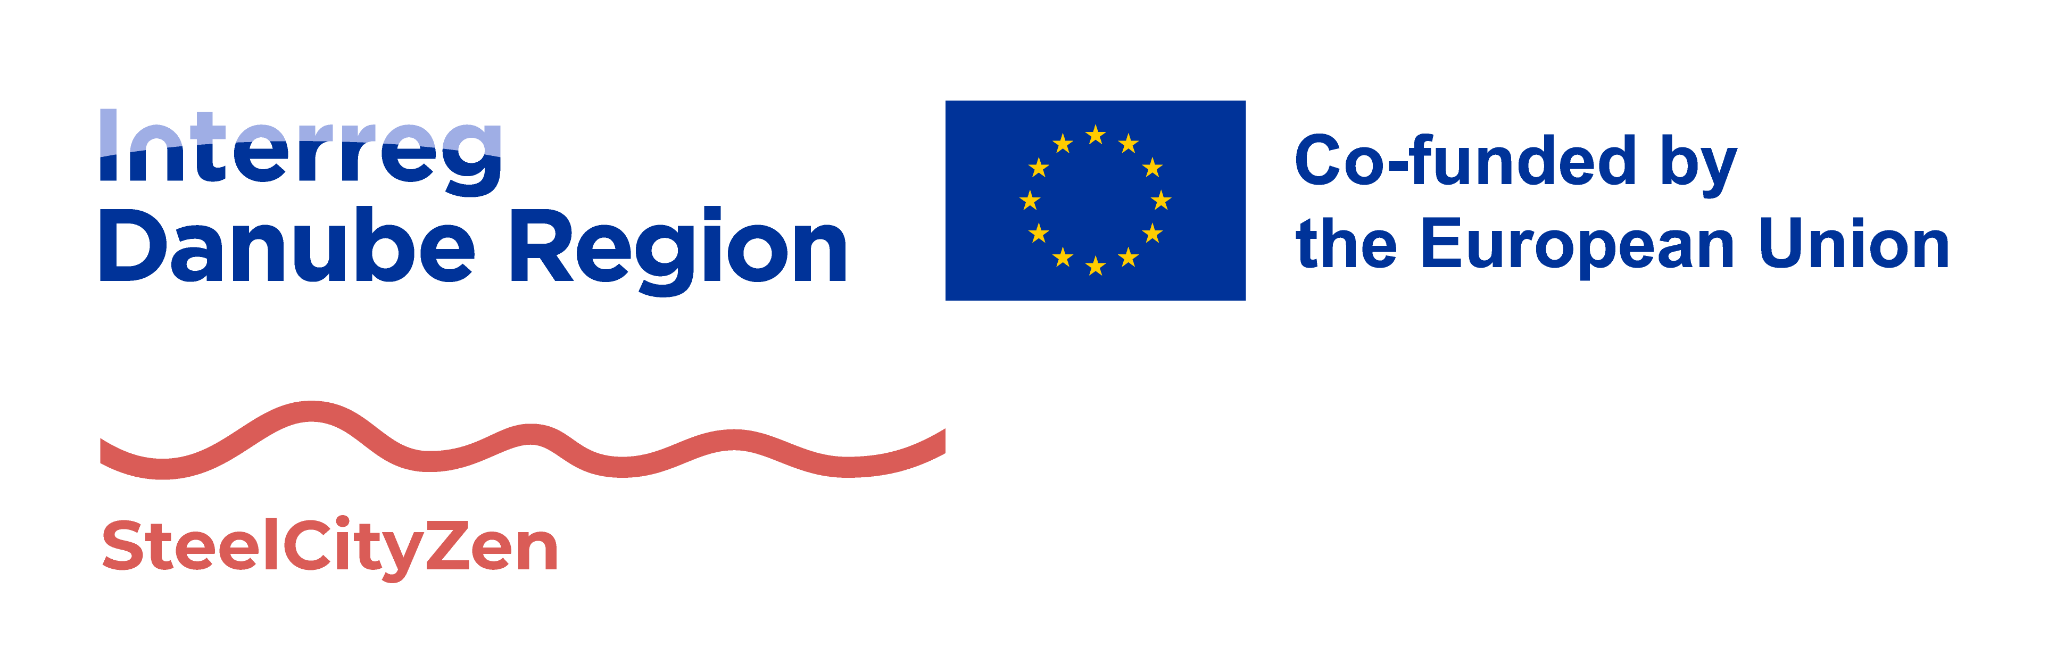 Interreg
Danube Region
Co-funded by
the European Union
SteelCityZen